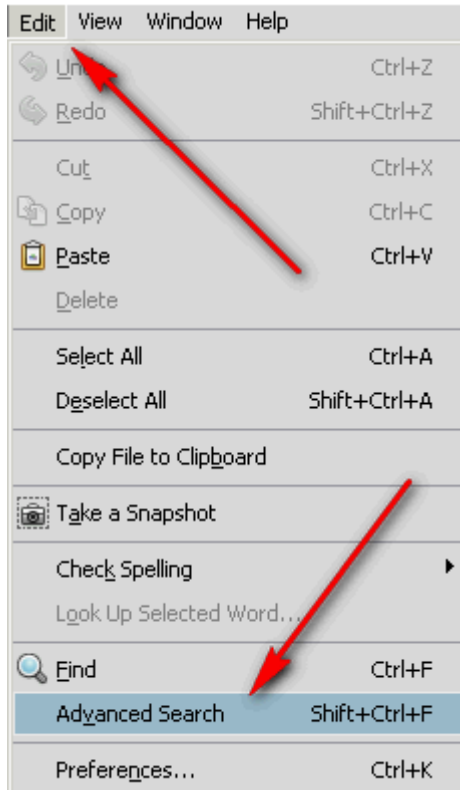 Edit View Window Help
Undo Ctrl+Z
Redo Shift+Ctrl+Z
Cut Ctrl+X
Copy Ctrl+C
Paste Ctrl+V
Delete
Select All Ctrl+A
Deselect All Shift+Ctrl+A
Copy File to Clipboard
Take a Snapshot
Check Spelling
Look Up Selected Word...
Find Ctrl+F
Advanced Search Shift+Ctrl+F
Preferences... Ctrl+K